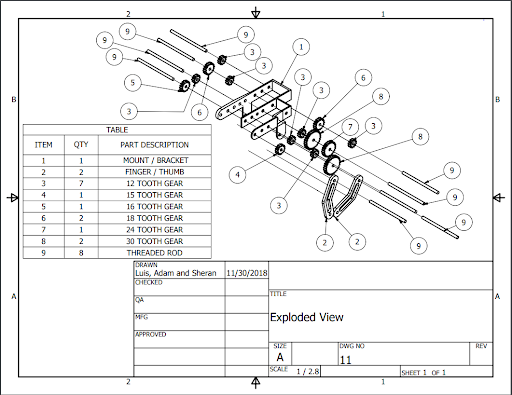 2
1
9
9
9
9
3
3
1
5
3
6
3
3
6
8
7
3
8
4
3
2
2
9
9
9
9
B
B
A
A
TABLE
ITEM QTY PART DESCRIPTION
1 1 MOUNT / BRACKET
2 2 FINGER / THUMB
3 7 12 TOOTH GEAR
4 1 15 TOOTH GEAR
5 1 16 TOOTH GEAR
6 2 18 TOOTH GEAR
7 1 24 TOOTH GEAR
8 2 30 TOOTH GEAR
9 8 THREADED ROD
DRAWN
Luis, Adam and Sheran 11/30/2018
CHECKED
QA
MFG
APPROVED
TITLE
Exploded View
SIZE
A
DWG NO
11
REV
SCALE 1 / 2.8
SHEET 1 OF 1
2
1